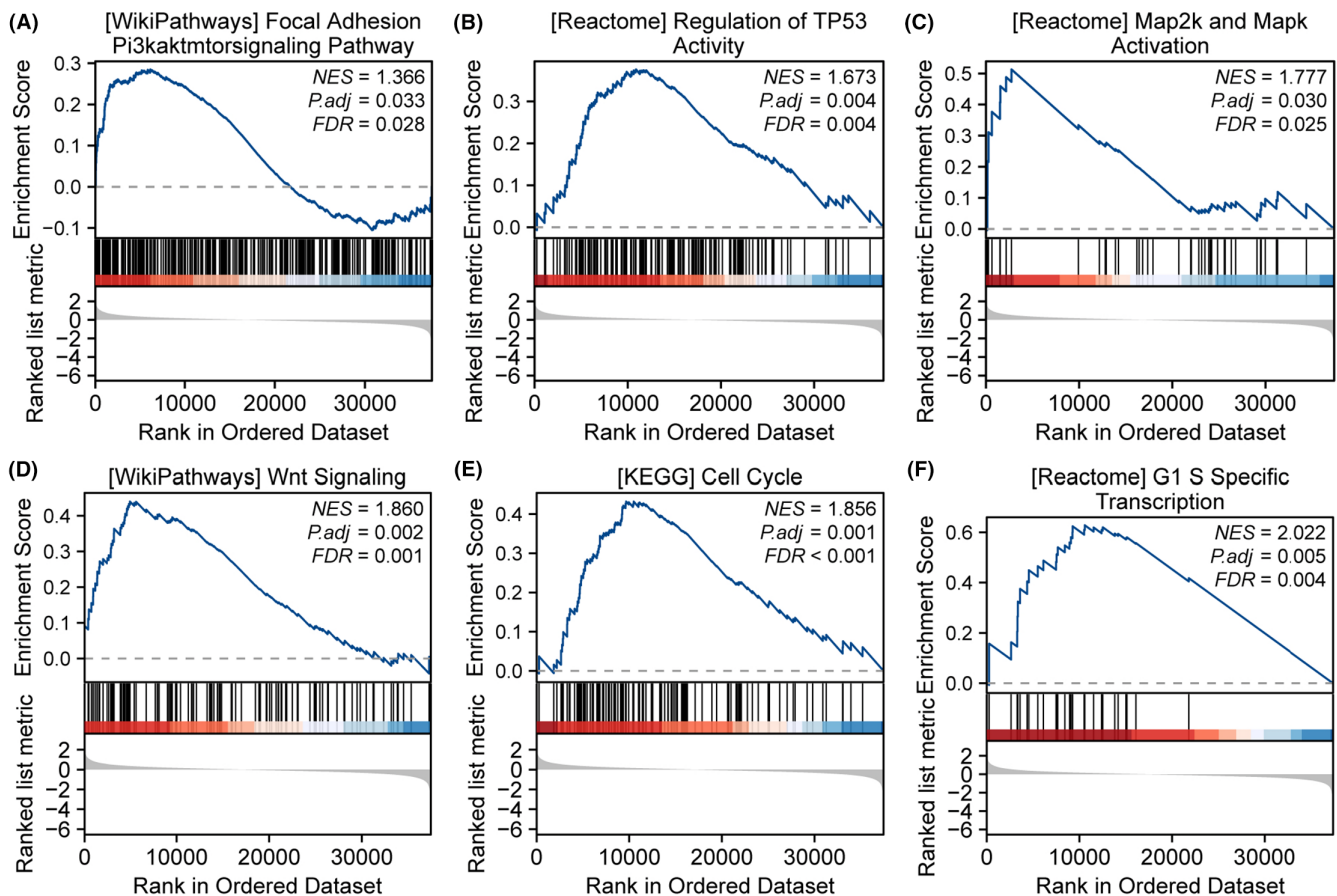 (A)
[WikiPathways] Focal Adhesion
Pi3kaktmtorsignaling Pathway
NES = 1.366
P.adj = 0.033
FDR = 0.028
Enrichment Score
0.3
0.2
0.1
0.0
−0.1
Ranked list metric
2
0
−2
−4
−6
0
10000
20000
30000
Rank in Ordered Dataset
(B)
[Reactome] Regulation of TP53
Activity
NES = 1.673
P.adj = 0.004
FDR = 0.004
Enrichment Score
0.3
0.2
0.1
0.0
Ranked list metric
2
0
−2
−4
−6
0
10000
20000
30000
Rank in Ordered Dataset
(C)
[Reactome] Map2k and Mapk
Activation
NES = 1.777
P.adj = 0.030
FDR = 0.025
Enrichment Score
0.5
0.4
0.3
0.2
0.1
0.0
Ranked list metric
2
0
−2
−4
−6
0
10000
20000
30000
Rank in Ordered Dataset
(D)
[WikiPathways] Wnt Signaling
NES = 1.860
P.adj = 0.002
FDR = 0.001
Enrichment Score
0.4
0.3
0.2
0.1
0.0
Ranked list metric
2
0
−2
−4
−6
0
10000
20000
30000
Rank in Ordered Dataset
(E)
[KEGG] Cell Cycle
NES = 1.856
P.adj = 0.001
FDR < 0.001
Enrichment Score
0.4
0.3
0.2
0.1
0.0
Ranked list metric
2
0
−2
−4
−6
0
10000
20000
30000
Rank in Ordered Dataset
(F)
[Reactome] G1 S Specific
Transcription
NES = 2.022
P.adj = 0.005
FDR = 0.004
Enrichment Score
0.6
0.4
0.2
0.0
Ranked list metric
2
0
−2
−4
−6
0
10000
20000
30000
Rank in Ordered Dataset